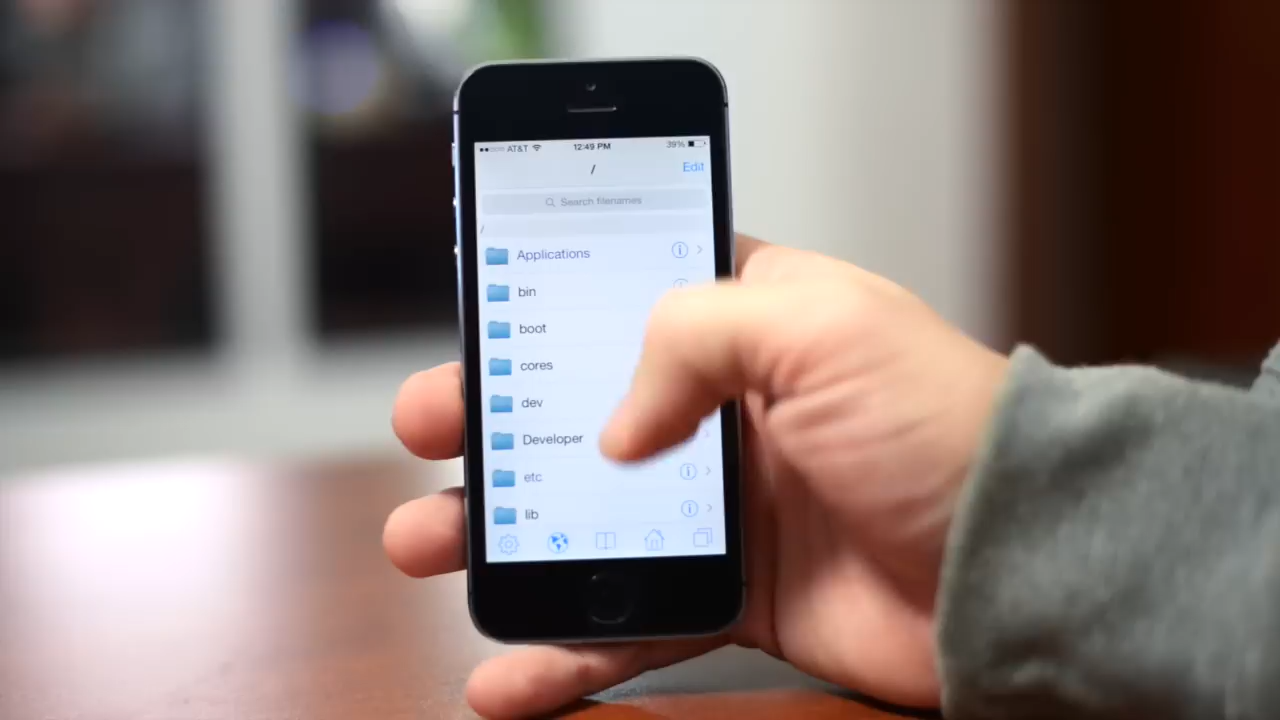 AT&T 12:49 PM 39%
/ Edit
Search filenames
/
Applications
bin
boot
cores
dev
Developer
etc
lib